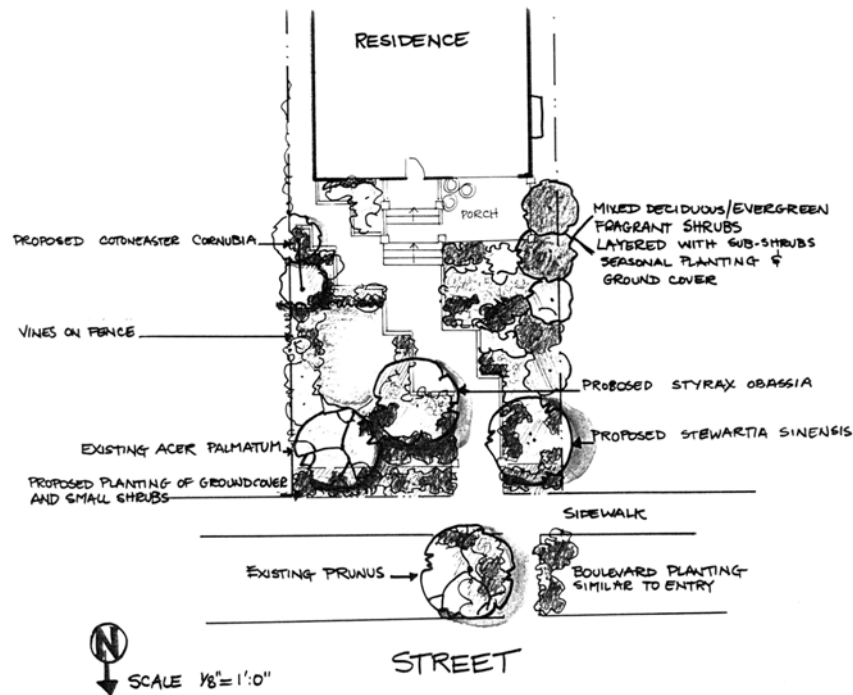 RESIDENCE
PORCH
MIXED DECIDUOUS/EVERGREEN
FRAGRANT SHRUBS
LAYERED WITH SUB-SHRUBS
SEASONAL PLANTING &
GROUND COVER
PROPOSED COTONEASTER CORNUBIA
VINES ON FENCE
PROPOSED STYRAX OBASSIA
EXISTING ACER PALMATUM
PROPOSED STEWARTIA SINENSIS
PROPOSED PLANTING OF GROUNDCOVER
AND SMALL SHRUBS
SIDEWALK
EXISTING PRUNUS
BOULEVARD PLANTING
SIMILAR TO ENTRY
N
SCALE 1/8"=1':0"
STREET